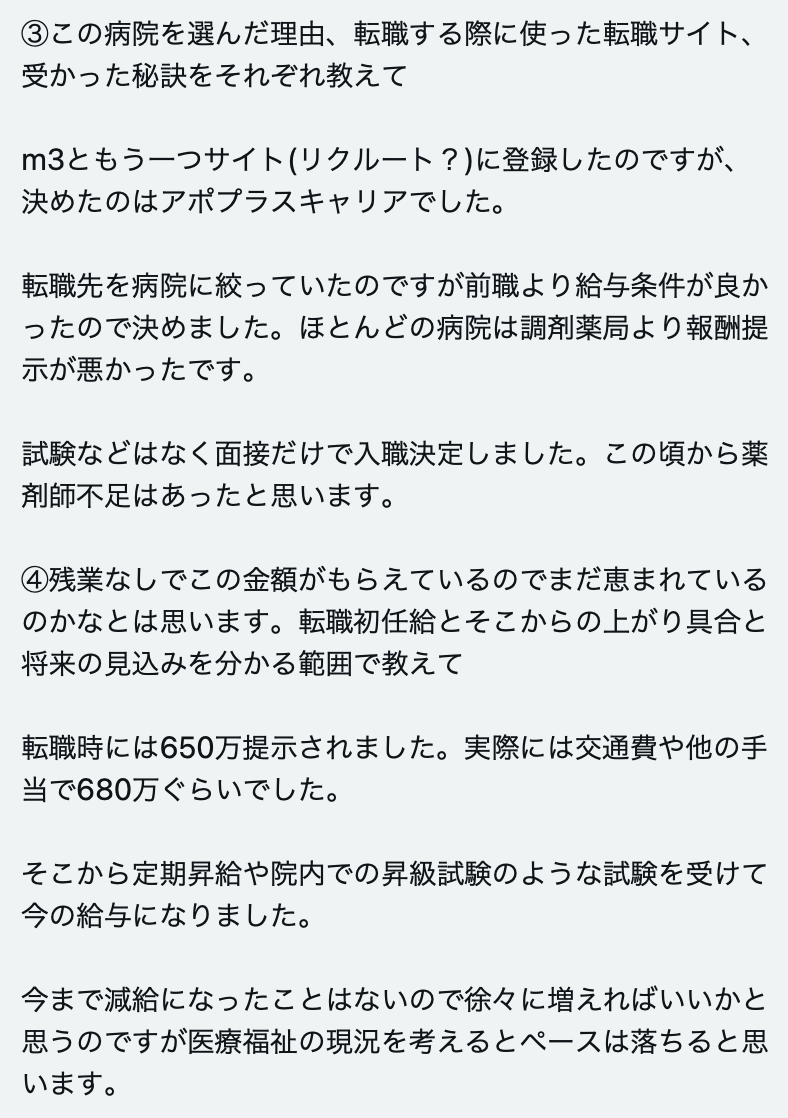 ③この病院を選んだ理由、転職する際に使った転職サイト、
受かった秘訣をそれぞれ教えて
m3ともう一つサイト(リクルート？)に登録したのですが、
決めたのはアポプラスキャリアでした。
転職先を病院に絞っていたのですが前職より給与条件が良か
ったので決めました。ほとんどの病院は調剤薬局より報酬提
示が悪かったです。
試験などはなく面接だけで入職決定しました。この頃から薬
剤師不足はあったと思います。
④残業なしでこの金額がもらえているのでまだ恵まれている
のかなとは思います。転職初任給とそこからの上がり具合と
将来の見込みを分かる範囲で教えて
転職時には650万提示されました。実際には交通費や他の手
当で680万ぐらいでした。
そこから定期昇給や院内での昇級試験のような試験を受けて
今の給与になりました。
今まで減給になったことはないので徐々に増えればいいかと
思うのですが医療福祉の現況を考えるとペースは落ちると思
います。